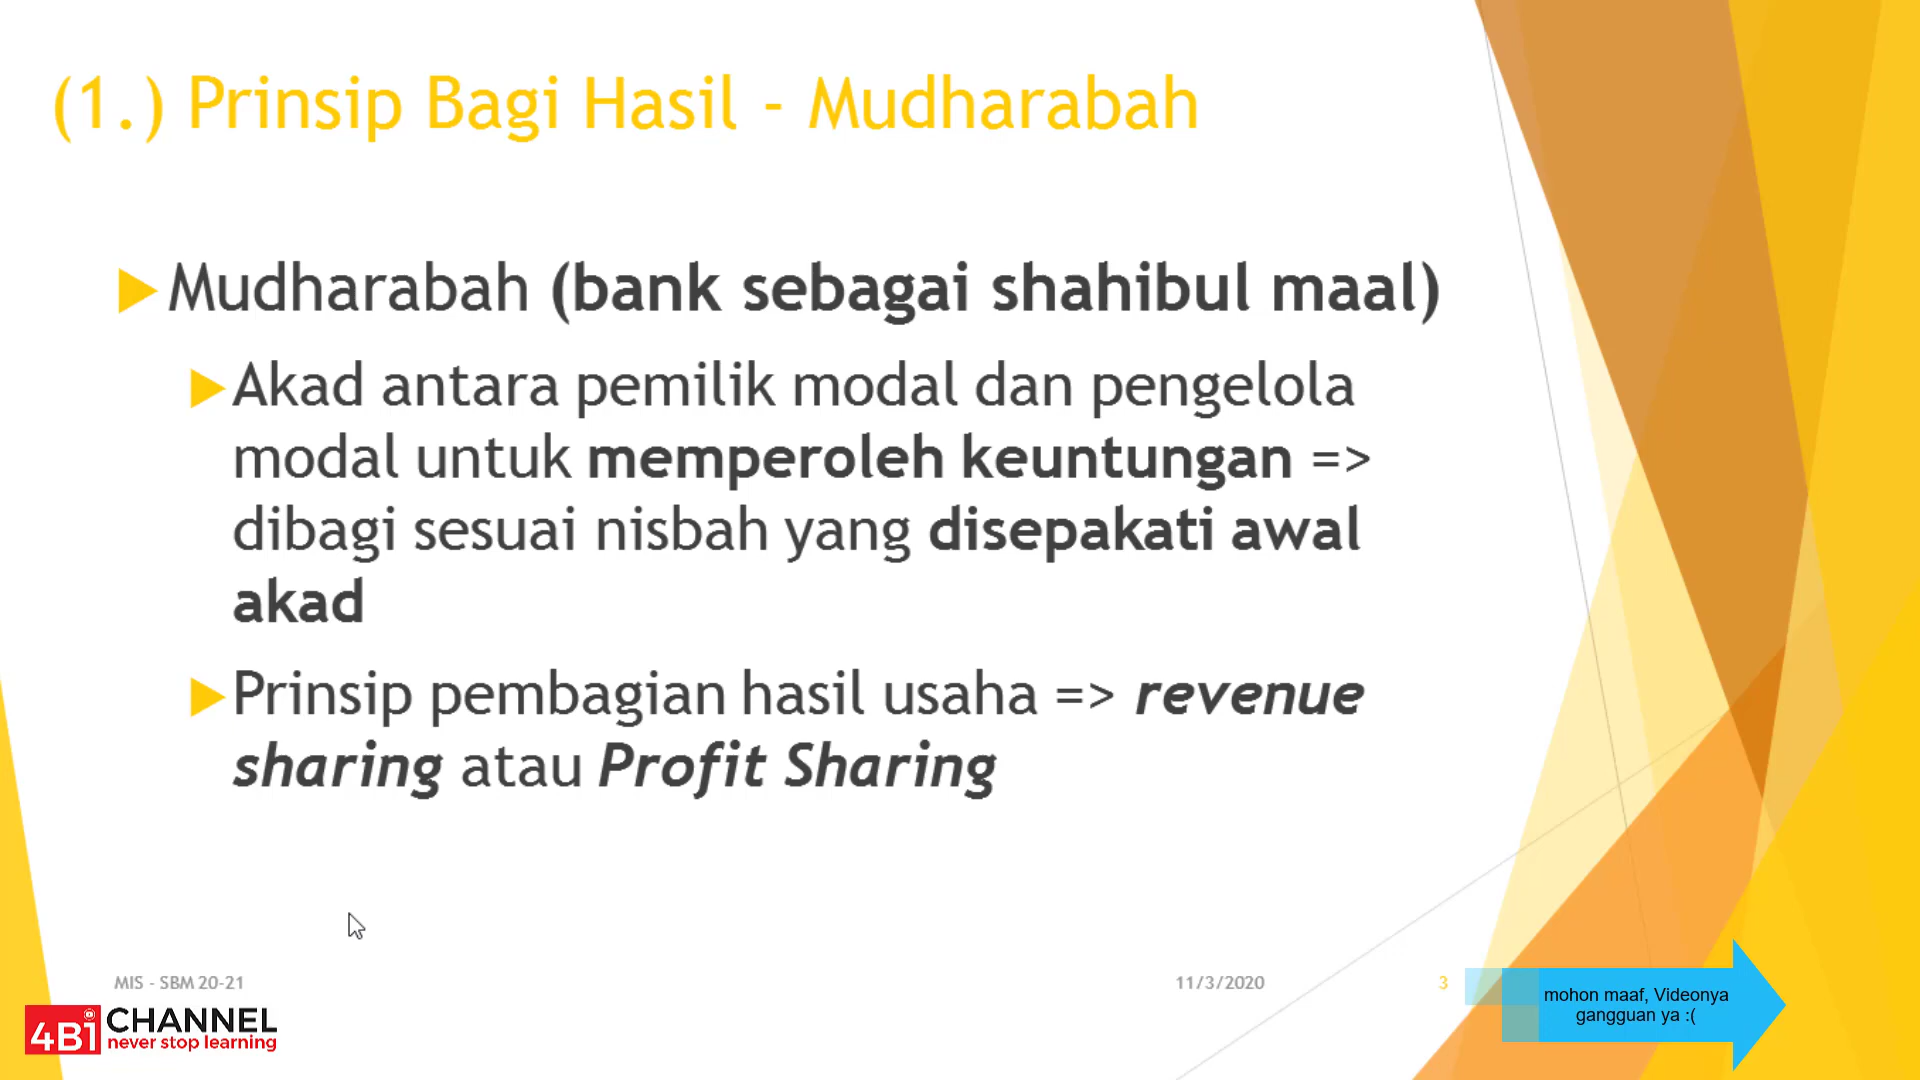 (1.) Prinsip Bagi Hasil - Mudharabah
Mudharabah (bank sebagai shahibul maal)
Akad antara pemilik modal dan pengelola
modal untuk memperoleh keuntungan =>
dibagi sesuai nisbah yang disepakati awal
akad
Prinsip pembagian hasil usaha => revenue
sharing atau Profit Sharing
MIS - SBM 20-21
11/3/2020
3
mohon maaf, Videonya
gangguan ya :(
4Bi CHANNEL
never stop learning